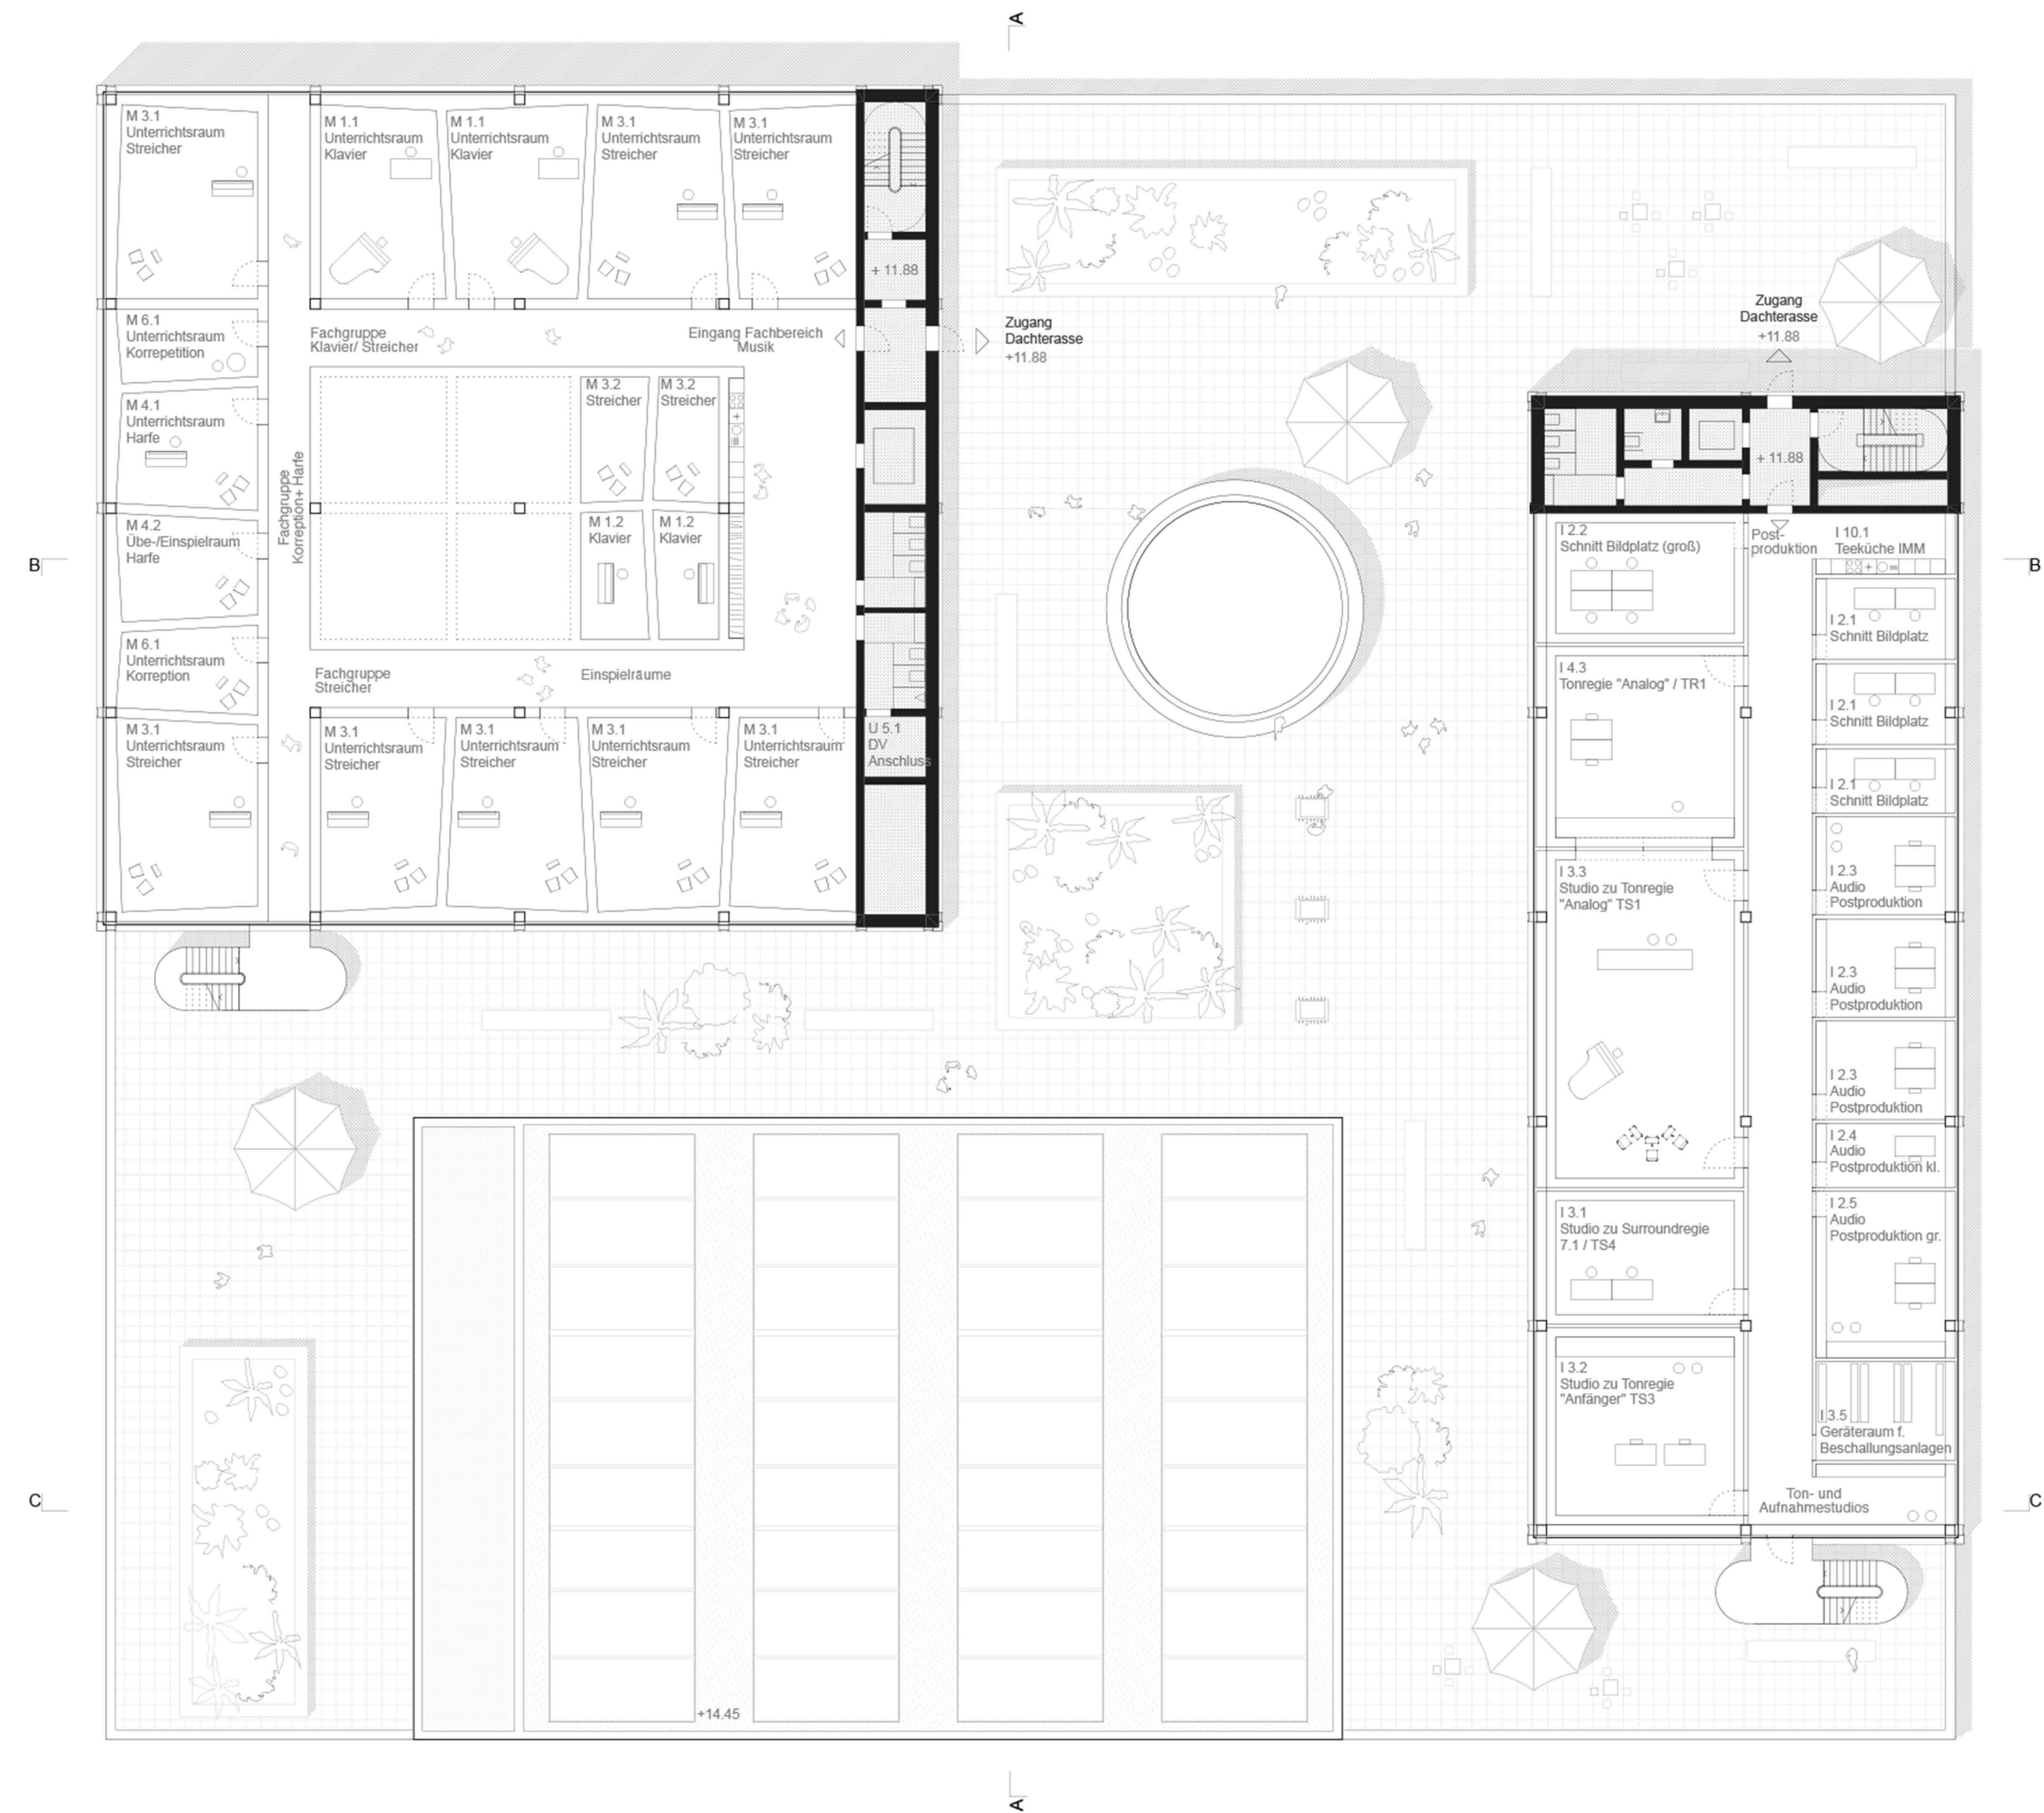 A
M 3.1
Unterrichtsraum
Streicher
M 1.1
Unterrichtsraum
Klavier
M 1.1
Unterrichtsraum
Klavier
M 3.1
Unterrichtsraum
Streicher
M 3.1
Unterrichtsraum
Streicher
+ 11.88
M 6.1
Unterrichtsraum
Korrepetition
Fachgruppe
Klavier/ Streicher
Eingang Fachbereich
Musik
Zugang
Dachterasse
+11.88
Zugang
Dachterasse
+11.88
M 4.1
Unterrichtsraum
Harfe
Fachgruppe
Korreption+ Harfe
M 3.2
Streicher
M 3.2
Streicher
+ 11.88
M 4.2
Übe-/Einspielraum
Harfe
M 1.2
Klavier
M 1.2
Klavier
B
B
M 6.1
Unterrichtsraum
Korreption
Fachgruppe
Streicher
Einspielräume
M 3.1
Unterrichtsraum
Streicher
M 3.1
Unterrichtsraum
Streicher
M 3.1
Unterrichtsraum
Streicher
M 3.1
Unterrichtsraum
Streicher
M 3.1
Unterrichtsraum
Streicher
U 5.1
DV
Anschluss
I 2.2
Schnitt Bildplatz (groß)
Post-
produktion
I 10.1
Teeküche IMM
I 2.1
Schnitt Bildplatz
I 4.3
Tonregie "Analog" / TR1
I 2.1
Schnitt Bildplatz
I 2.1
Schnitt Bildplatz
I 3.3
Studio zu Tonregie
"Analog" TS1
I 2.3
Audio
Postproduktion
I 2.3
Audio
Postproduktion
I 2.3
Audio
Postproduktion
I 2.4
Audio
Postproduktion kl.
I 3.1
Studio zu Surroundregie
7.1 / TS4
I 2.5
Audio
Postproduktion gr.
I 3.2
Studio zu Tonregie
"Anfänger" TS3
I 3.5
Geräteraum f.
Beschallungsanlagen
Ton- und
Aufnahmestudios
C
C
+14.45
A